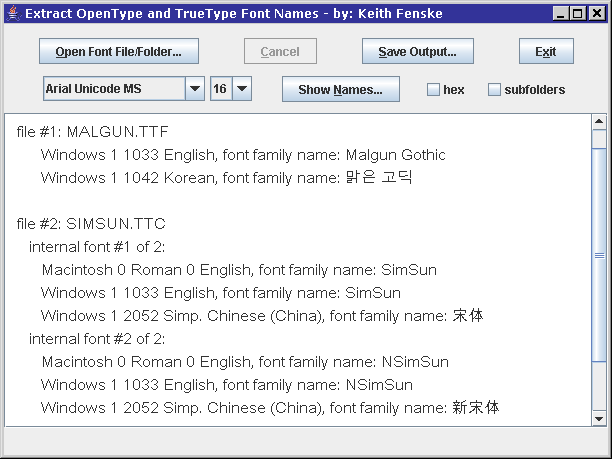 Extract OpenType and TrueType Font Names - by: Keith Fenske
Open Font File/Folder... Cancel Save Output... Exit
Arial Unicode MS 16 Show Names... hex subfolders
file #1: MALGUN.TTF
Windows 1 1033 English, font family name: Malgun Gothic
Windows 1 1042 Korean, font family name: 맑은 고딕
file #2: SIMSUN.TTC
internal font #1 of 2:
Macintosh 0 Roman 0 English, font family name: SimSun
Windows 1 1033 English, font family name: SimSun
Windows 1 2052 Simp. Chinese (China), font family name: 宋体
internal font #2 of 2:
Macintosh 0 Roman 0 English, font family name: NSimSun
Windows 1 1033 English, font family name: NSimSun
Windows 1 2052 Simp. Chinese (China), font family name: 新宋体